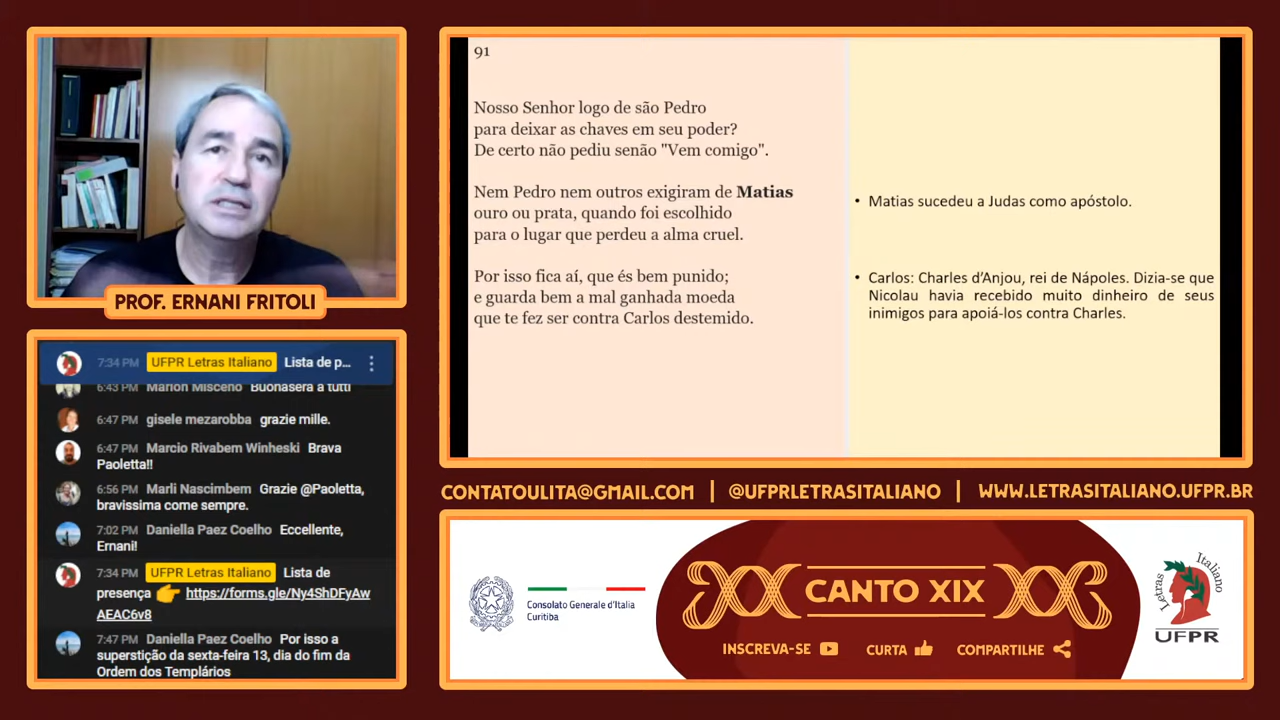 PROF. ERNANI FRITOLI
7:34 PM UFPR Letras Italiano Lista de p...
6:43 PM Marion Misceno Buonasera a tutti
6:47 PM gisele mezarobba grazie mille.
6:47 PM Marcio Rivabem Winheski Brava
Paoletta!!
6:56 PM Marli Nascimbem Grazie @Paoletta,
bravissima come sempre.
7:02 PM Daniella Paez Coelho Eccellente,
Ernani!
7:34 PM UFPR Letras Italiano Lista de
presença 👉 https://forms.gle/Ny4ShDFyAw
AEAC6v8
7:47 PM Daniella Paez Coelho Por isso a
superstição da sexta-feira 13, dia do fim da
Ordem dos Templários
91
Nosso Senhor logo de são Pedro
para deixar as chaves em seu poder?
De certo não pediu senão "Vem comigo".
Nem Pedro nem outros exigiram de Matias
ouro ou prata, quando foi escolhido
para o lugar que perdeu a alma cruel.
Por isso fica aí, que és bem punido;
e guarda bem a mal ganhada moeda
que te fez ser contra Carlos destemido.
• Matias sucedeu a Judas como apóstolo.
• Carlos: Charles d’Anjou, rei de Nápoles. Dizia-se que
Nicolau havia recebido muito dinheiro de seus
inimigos para apoiá-los contra Charles.
CONTATOULITA@GMAIL.COM | @UFPRLETRASITALIANO | WWW.LETRASITALIANO.UFPR.BR
Consolato Generale d'Italia
Curitiba
CANTO XIX
INSCREVA-SE CURTA COMPARTILHE
Letras Italiano
UFPR